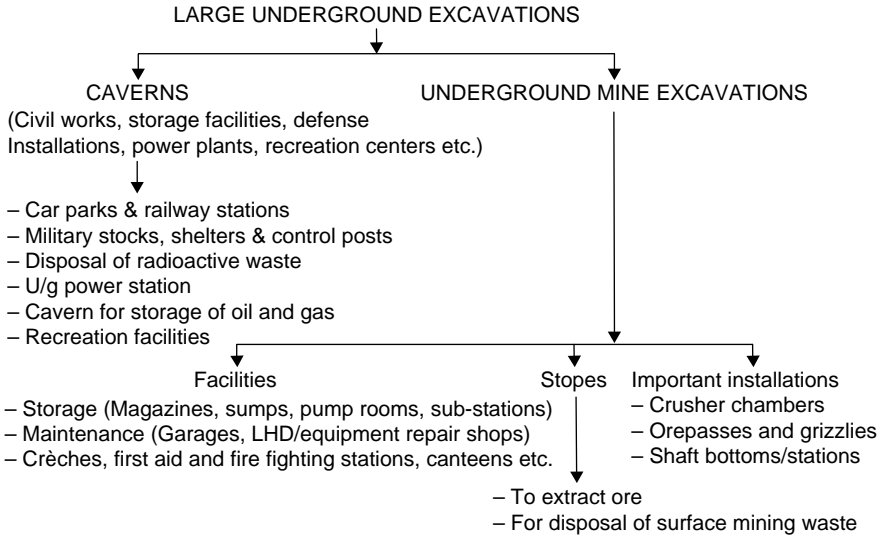 LARGE UNDERGROUND EXCAVATIONS
CAVERNS
(Civil works, storage facilities, defense
Installations, power plants, recreation centers etc.)
– Car parks & railway stations
– Military stocks, shelters & control posts
– Disposal of radioactive waste
– U/g power station
– Cavern for storage of oil and gas
– Recreation facilities
UNDERGROUND MINE EXCAVATIONS
Facilities
– Storage (Magazines, sumps, pump rooms, sub-stations)
– Maintenance (Garages, LHD/equipment repair shops)
– Crèches, first aid and fire fighting stations, canteens etc.
Stopes
– To extract ore
– For disposal of surface mining waste
Important installations
– Crusher chambers
– Orepasses and grizzlies
– Shaft bottoms/stations